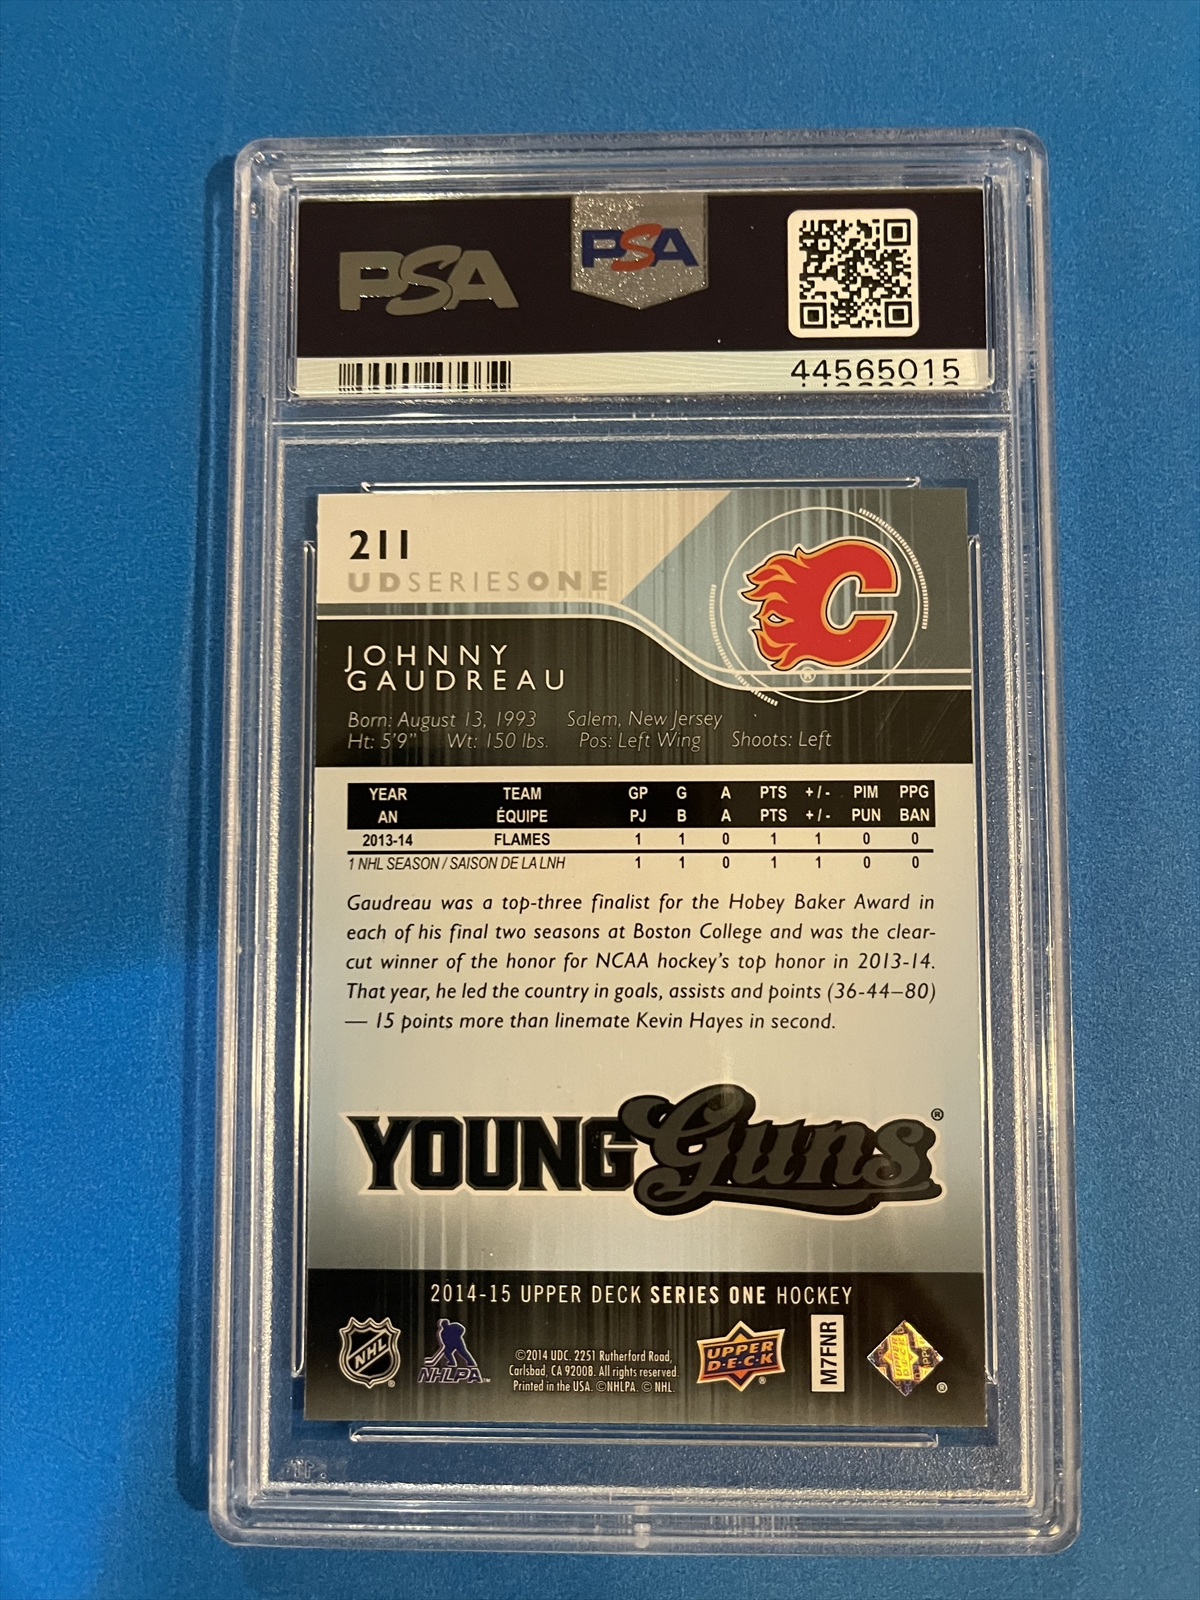 PSA
PSA
44565015
211
UDSERIESONE
JOHNNY
GAUDREAU
Born: August 13, 1993 Salem, New Jersey
Ht: 5'9" Wt: 150 lbs. Pos: Left Wing Shoots: Left
YEAR TEAM GP G A PTS +/- PIM PPG
AN ÉQUIPE PJ B A PTS +/- PUN BAN
2013-14 FLAMES 1 1 0 1 1 0 0
1 NHL SEASON / SAISON DE LA LNH 1 1 0 1 1 0 0
Gaudreau was a top-three finalist for the Hobey Baker Award in
each of his final two seasons at Boston College and was the clear-
cut winner of the honor for NCAA hockey's top honor in 2013-14.
That year, he led the country in goals, assists and points (36-44–80)
— 15 points more than linemate Kevin Hayes in second.
YOUNG Guns®
2014-15 UPPER DECK SERIES ONE HOCKEY
NHL®
NHLPA™
©2014 UDC. 2251 Rutherford Road,
Carlsbad, CA 92008. All rights reserved.
Printed in the USA. ©NHLPA. © NHL.
UPPER
D·E·C·K®
M7FNR